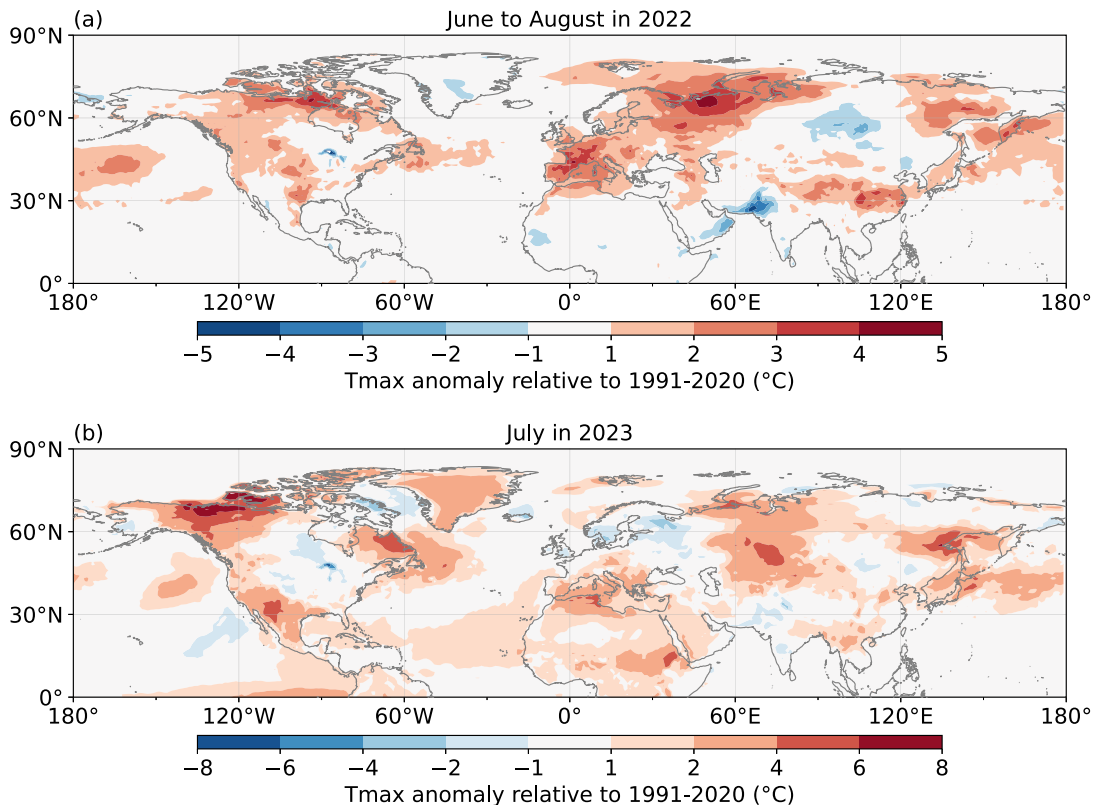 (a)
June to August in 2022
90°N
60°N
30°N
0°
180° 120°W 60°W 0° 60°E 120°E 180°
−5 −4 −3 −2 −1 1 2 3 4 5
Tmax anomaly relative to 1991-2020 (°C)
(b)
July in 2023
90°N
60°N
30°N
0°
180° 120°W 60°W 0° 60°E 120°E 180°
−8 −6 −4 −2 −1 1 2 4 6 8
Tmax anomaly relative to 1991-2020 (°C)